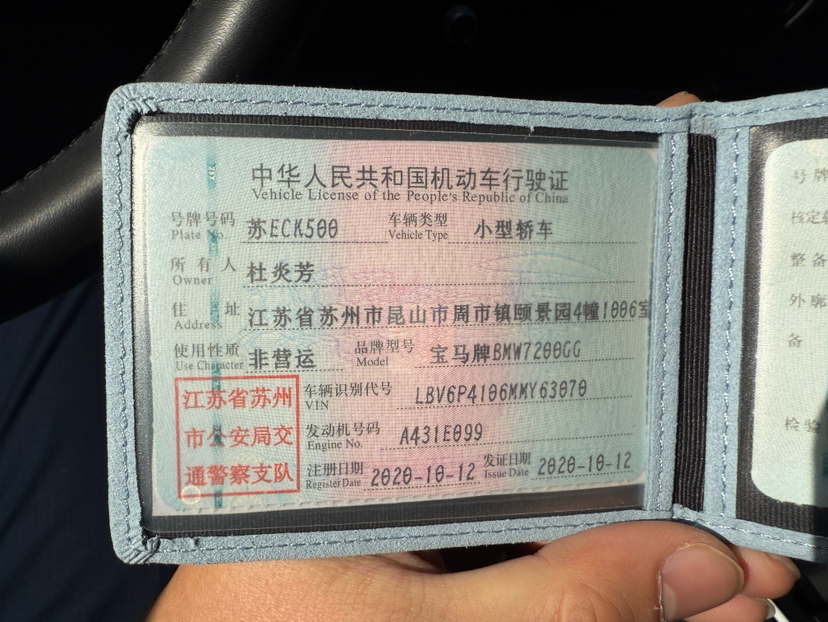 中华人民共和国机动车行驶证
Vehicle License of the People's Republic of China
号牌号码 苏ECK500 车辆类型 小型轿车
Plate No. Vehicle Type
所有人 杜炎芳
Owner
住址 江苏省苏州市昆山市周市镇颐景园4幢1006室
Address
使用性质 非营运 品牌型号 宝马牌BMW7200GG
Use Character Model
江苏省苏州
市公安局交
通警察支队
车辆识别代号 LBV6P4106MMY63070
VIN
发动机号码 A431E099
Engine No.
注册日期 2020-10-12 发证日期 2020-10-12
Register Date Issue Date
号牌
核定
整备
外廓
备
检验